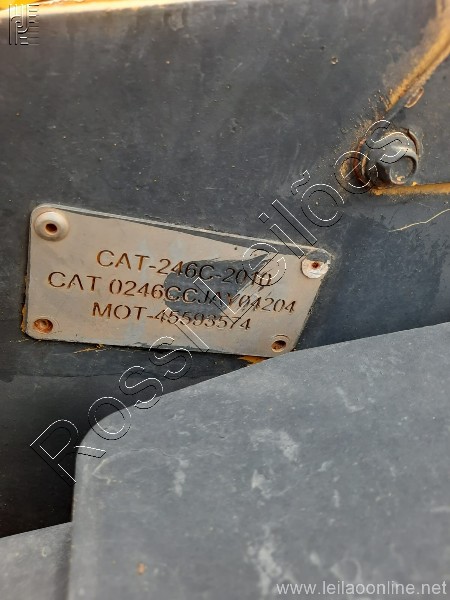 CAT-246C-2010
CAT 0246CCJAY04204
MOT-45593574
Rossi Leilões
www.leilaoonline.net